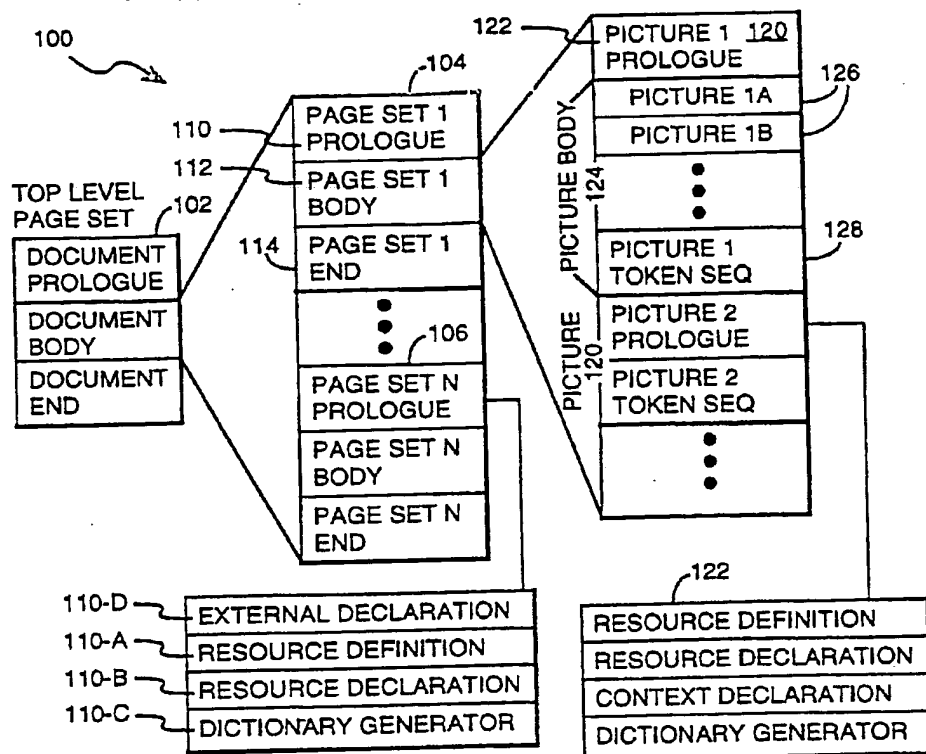 100
TOP LEVEL
PAGE SET
102
DOCUMENT
PROLOGUE
DOCUMENT
BODY
DOCUMENT
END
104
110
PAGE SET 1
PROLOGUE
112
PAGE SET 1
BODY
114
PAGE SET 1
END
106
PAGE SET N
PROLOGUE
PAGE SET N
BODY
PAGE SET N
END
122
PICTURE 1 120
PROLOGUE
PICTURE 1A
PICTURE 1B
126
PICTURE BODY
124
PICTURE 1
TOKEN SEQ
128
PICTURE
120
PICTURE 2
PROLOGUE
PICTURE 2
TOKEN SEQ
110-D
EXTERNAL DECLARATION
110-A
RESOURCE DEFINITION
110-B
RESOURCE DECLARATION
110-C
DICTIONARY GENERATOR
122
RESOURCE DEFINITION
RESOURCE DECLARATION
CONTEXT DECLARATION
DICTIONARY GENERATOR